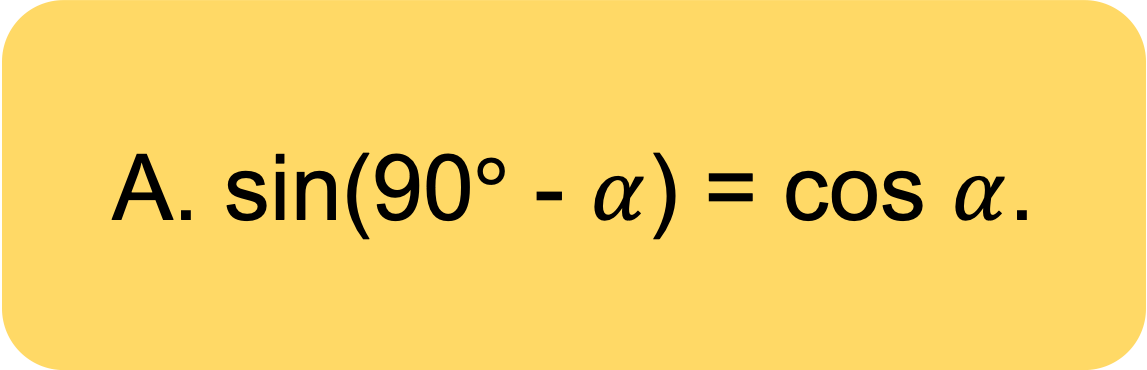 A. sin(90° - 𝛼) = cos 𝛼.